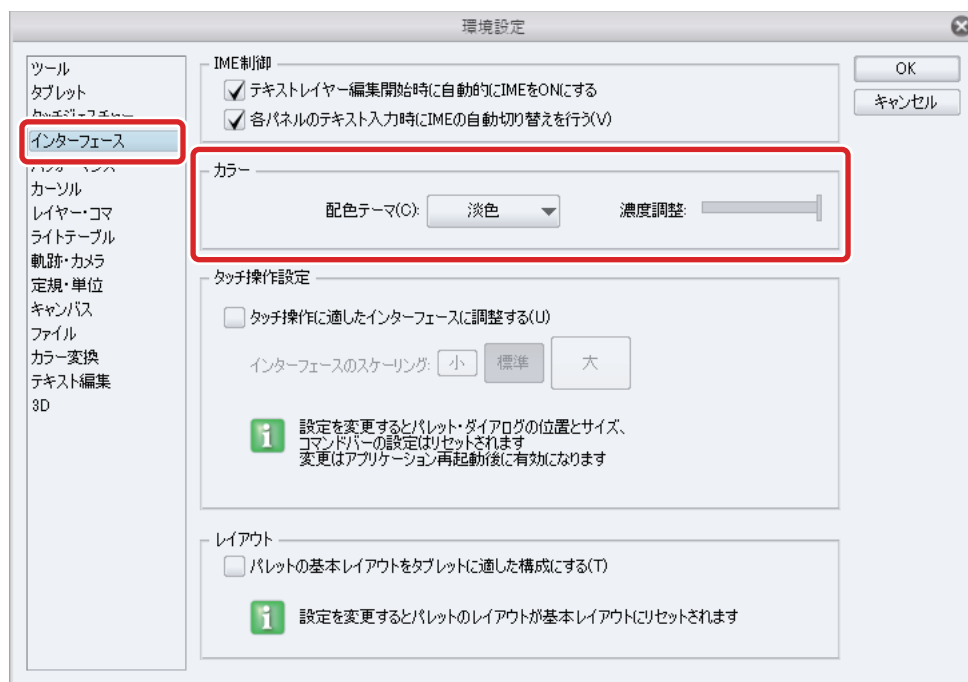 環境設定
ツール
タブレット
タッチジェスチャー
インターフェース
パフォーマンス
カーソル
レイヤー・コマ
ライトテーブル
軌跡・カメラ
定規・単位
キャンバス
ファイル
カラー変換
テキスト編集
3D
IME制御
テキストレイヤー編集開始時に自動的にIMEをONにする
各パネルのテキスト入力時にIMEの自動切り替えを行う(V)
カラー
配色テーマ(C): 淡色 濃度調整:
タッチ操作設定
タッチ操作に適したインターフェースに調整する(U)
インターフェースのスケーリング: 小 標準 大
設定を変更するとパレット・ダイアログの位置とサイズ、
コマンドバーの設定はリセットされます
変更はアプリケーション再起動後に有効になります
レイアウト
パレットの基本レイアウトをタブレットに適した構成にする(T)
設定を変更するとパレットのレイアウトが基本レイアウトにリセットされます
OK
キャンセル